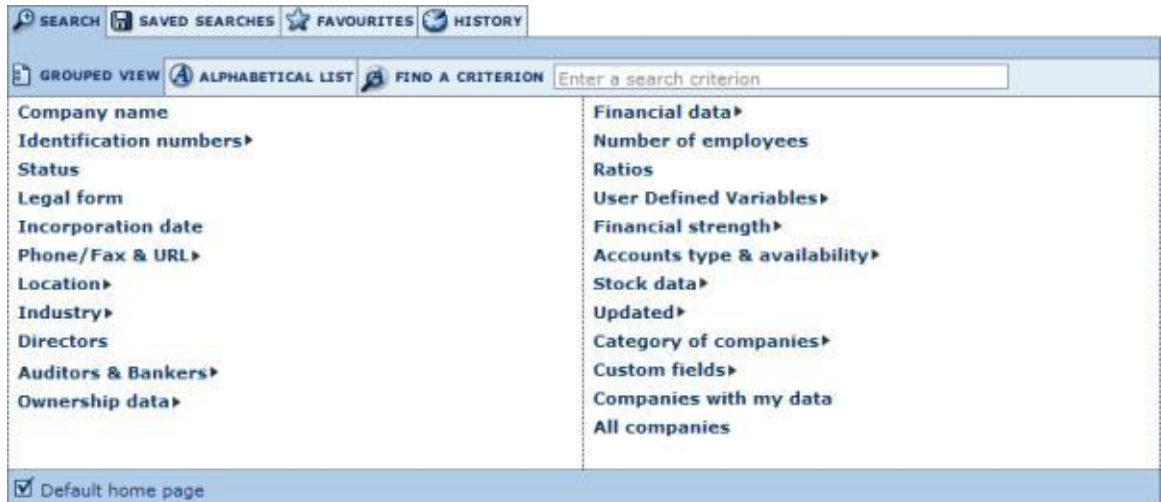 SEARCH SAVED SEARCHES FAVOURITES HISTORY
GROUPED VIEW ALPHABETICAL LIST FIND A CRITERION Enter a search criterion
Company name
Identification numbers
Status
Legal form
Incorporation date
Phone/Fax & URL
Location
Industry
Directors
Auditors & Bankers
Ownership data
Financial data
Number of employees
Ratios
User Defined Variables
Financial strength
Accounts type & availability
Stock data
Updated
Category of companies
Custom fields
Companies with my data
All companies
Default home page